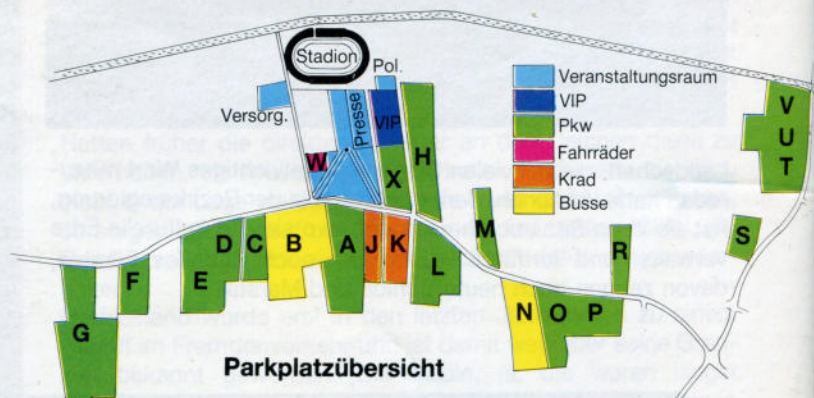 Stadion
Pol.
Versorg.
Presse
VIP
W
X
H
Veranstaltungsraum
VIP
Pkw
Fahrräder
Krad
Busse
V
U
T
D
C
B
A
J
K
M
R
S
E
F
L
G
N
O
P
Parkplatzübersicht